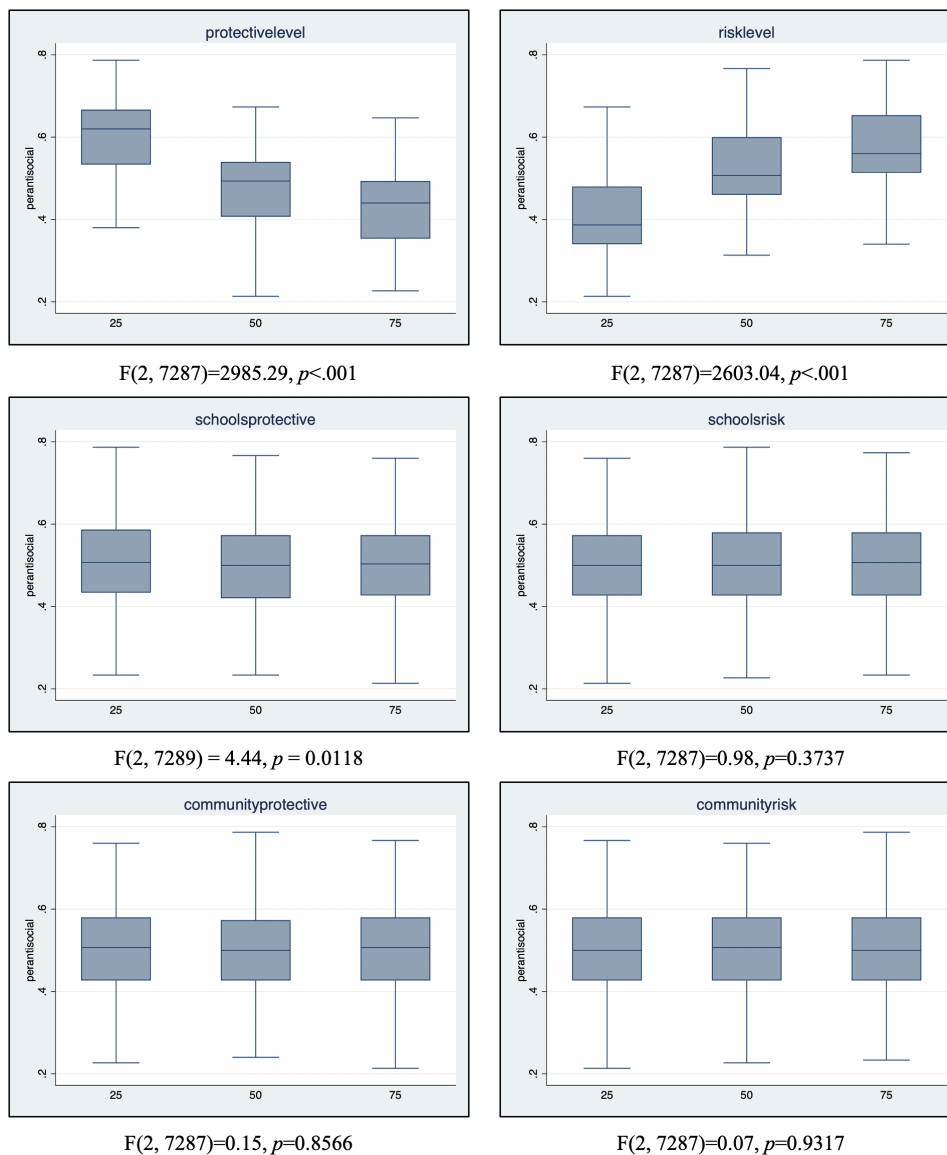 protectivelevel
perantisocial
.8
.6
.4
.2
25 50 75
F(2, 7287)=2985.29, p<.001
risklevel
perantisocial
.8
.6
.4
.2
25 50 75
F(2, 7287)=2603.04, p<.001
schoolsprotective
perantisocial
.8
.6
.4
.2
25 50 75
F(2, 7289) = 4.44, p = 0.0118
schoolsrisk
perantisocial
.8
.6
.4
.2
25 50 75
F(2, 7287)=0.98, p=0.3737
communityprotective
perantisocial
.8
.6
.4
.2
25 50 75
F(2, 7287)=0.15, p=0.8566
communityrisk
perantisocial
.8
.6
.4
.2
25 50 75
F(2, 7287)=0.07, p=0.9317